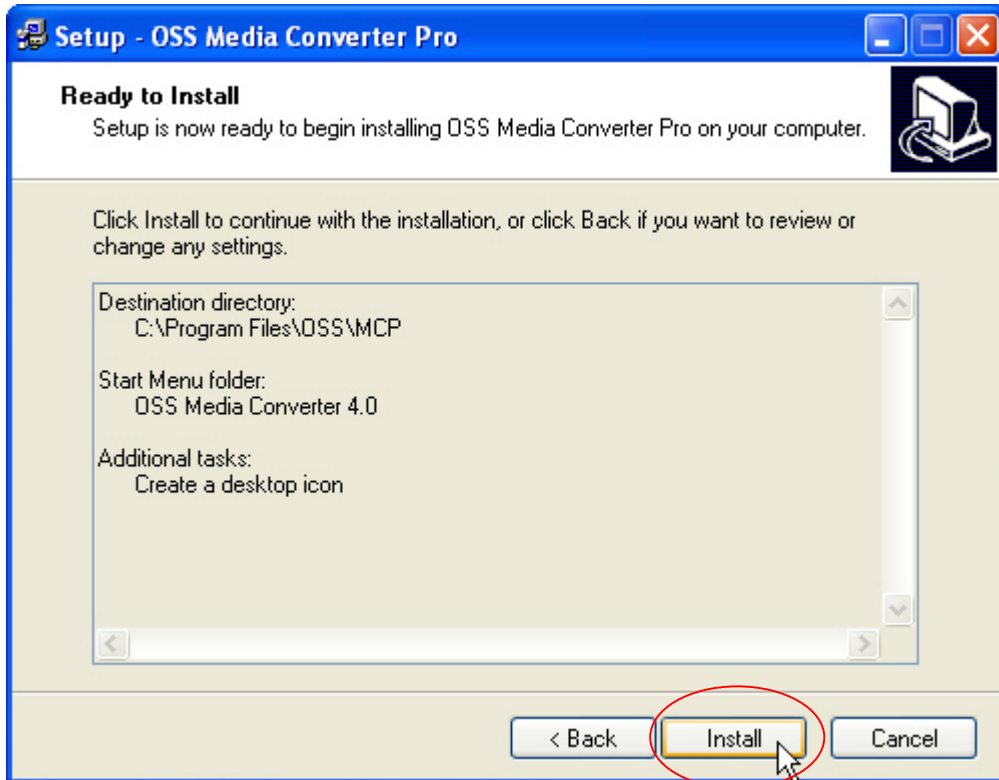 Setup - OSS Media Converter Pro
Ready to Install
Setup is now ready to begin installing OSS Media Converter Pro on your computer.
Click Install to continue with the installation, or click Back if you want to review or
change any settings.
Destination directory:
C:\Program Files\OSS\MCP
Start Menu folder:
OSS Media Converter 4.0
Additional tasks:
Create a desktop icon
< Back
Install
Cancel